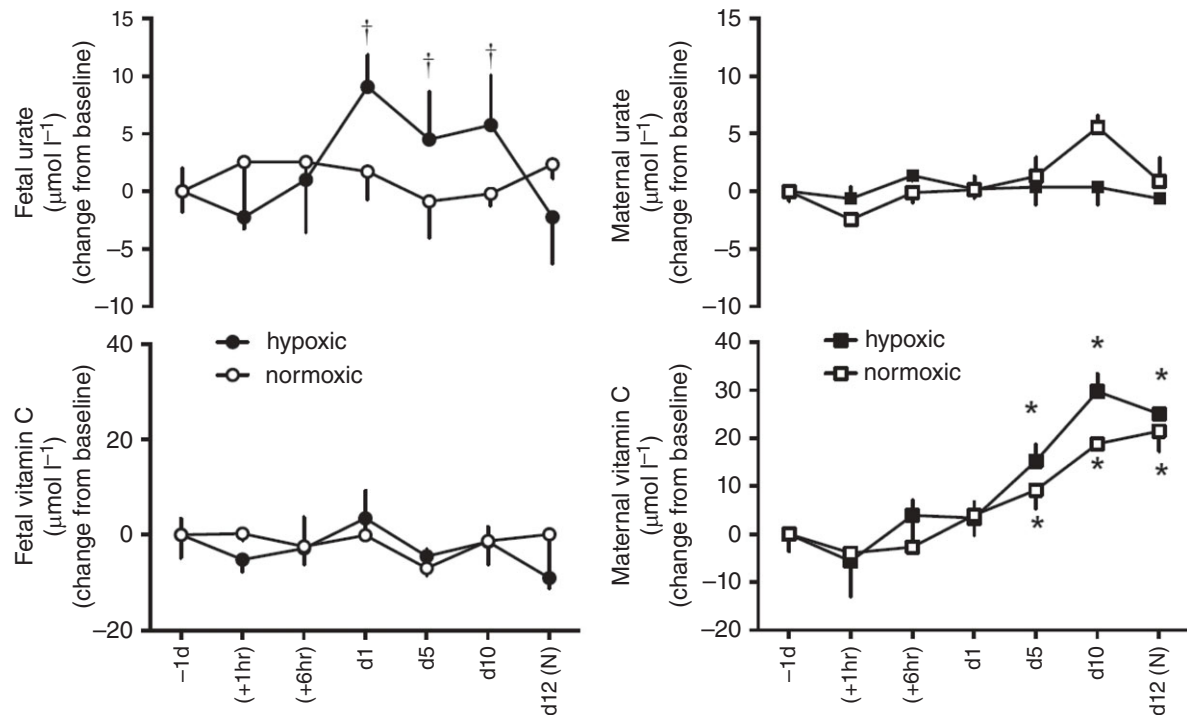 Fetal urate
(μmol l⁻¹)
(change from baseline)
15
10
5
0
−5
−10
† † †
Maternal urate
(μmol l⁻¹)
(change from baseline)
15
10
5
0
−5
−10
Fetal vitamin C
(μmol l⁻¹)
(change from baseline)
40
20
0
−20
hypoxic
normoxic
−1d
(+1hr)
(+6hr)
d1
d5
d10
d12 (N)
Maternal vitamin C
(μmol l⁻¹)
(change from baseline)
40
30
20
10
0
−10
−20
hypoxic
normoxic
* * *
* * *
−1d
(+1hr)
(+6hr)
d1
d5
d10
d12 (N)